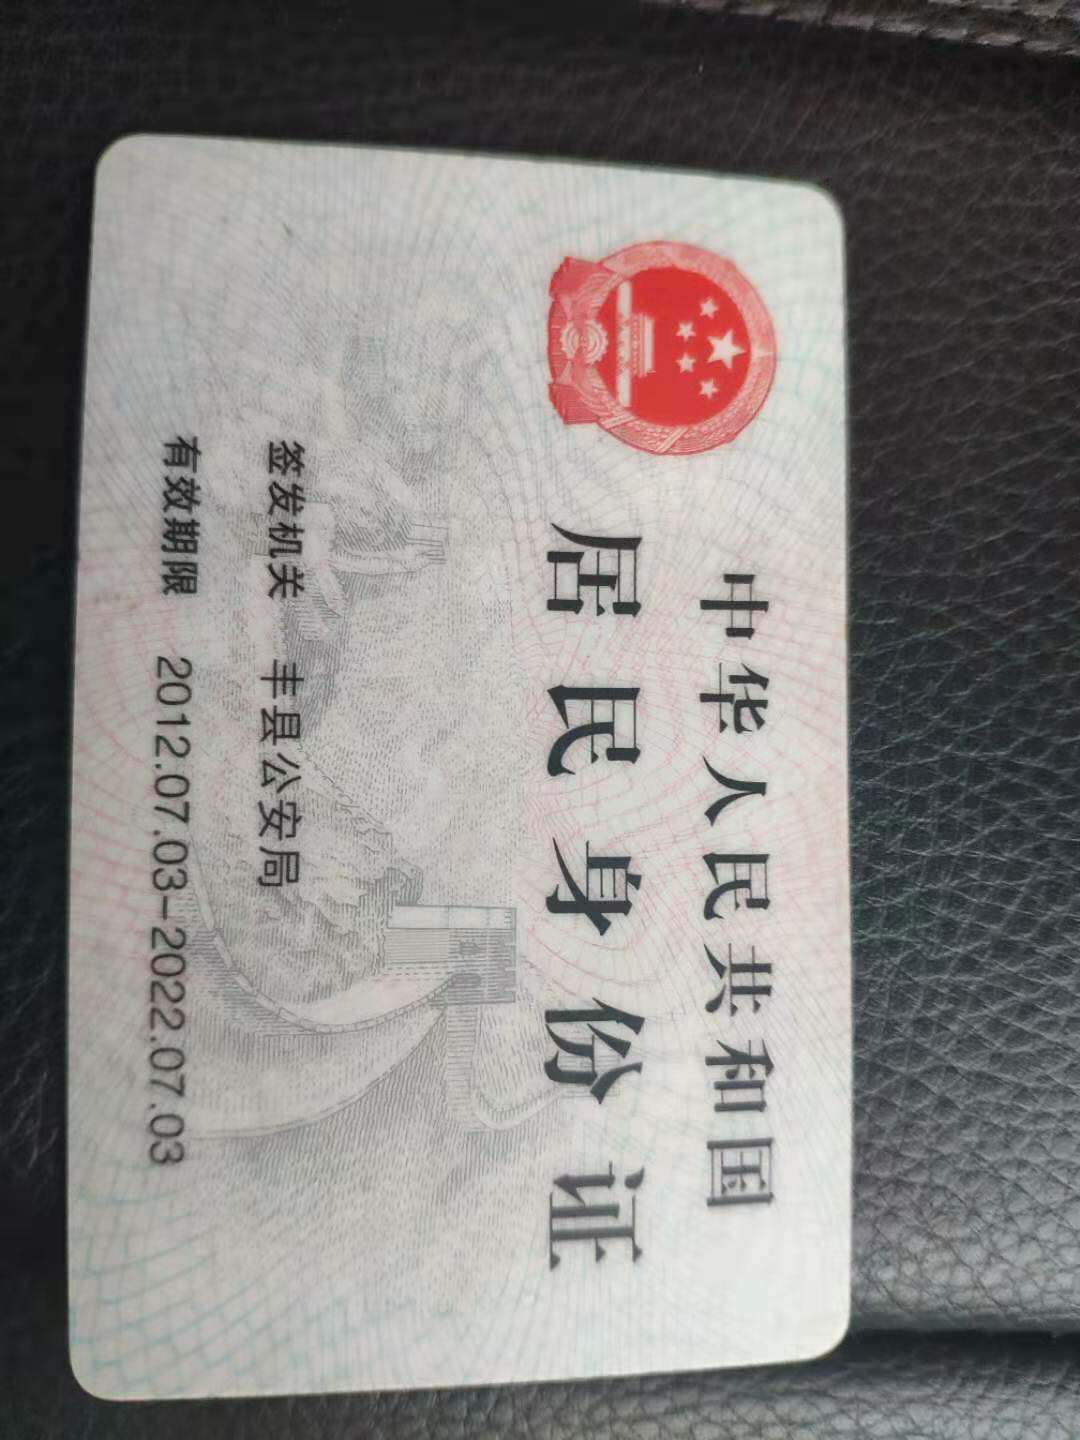 中华人民共和国
居民身份证
签发机关 丰县公安局
有效期限 2012.07.03-2022.07.03